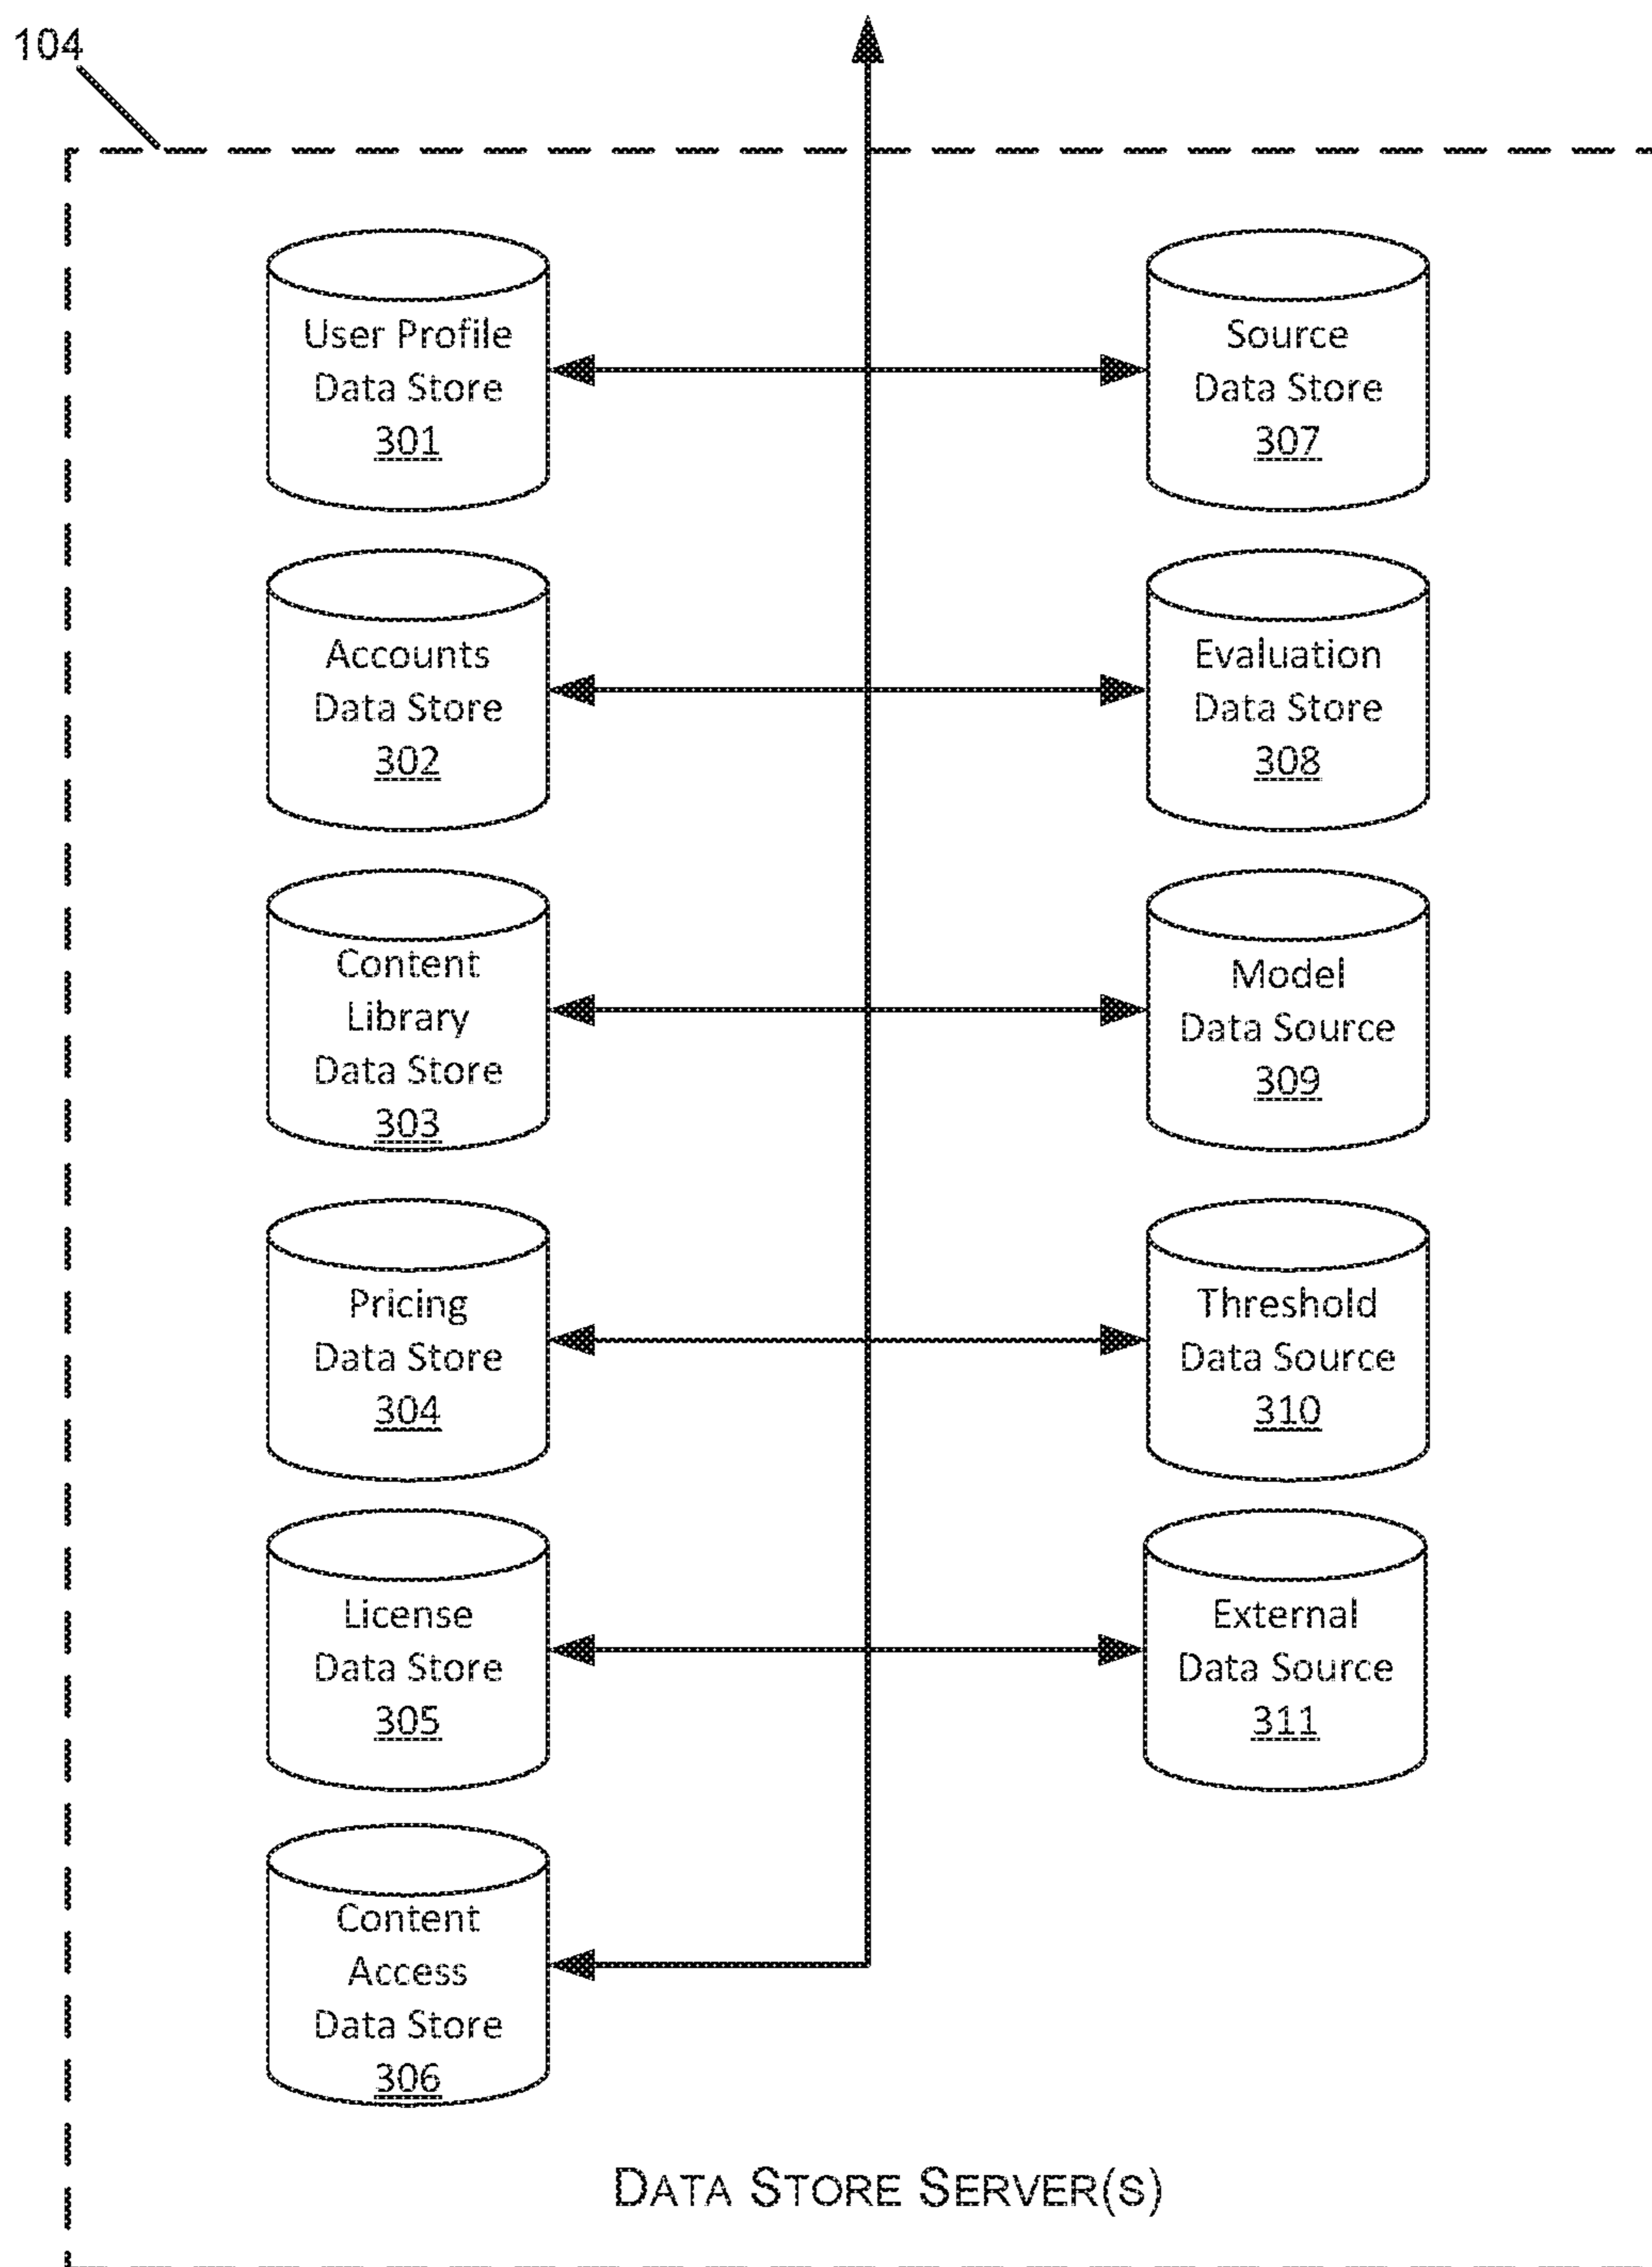 104
User Profile
Data Store
301
Source
Data Store
307
Accounts
Data Store
302
Evaluation
Data Store
308
Content
Library
Data Store
303
Model
Data Source
309
Pricing
Data Store
304
Threshold
Data Source
310
License
Data Store
305
External
Data Source
311
Content
Access
Data Store
306
DATA STORE SERVER(S)